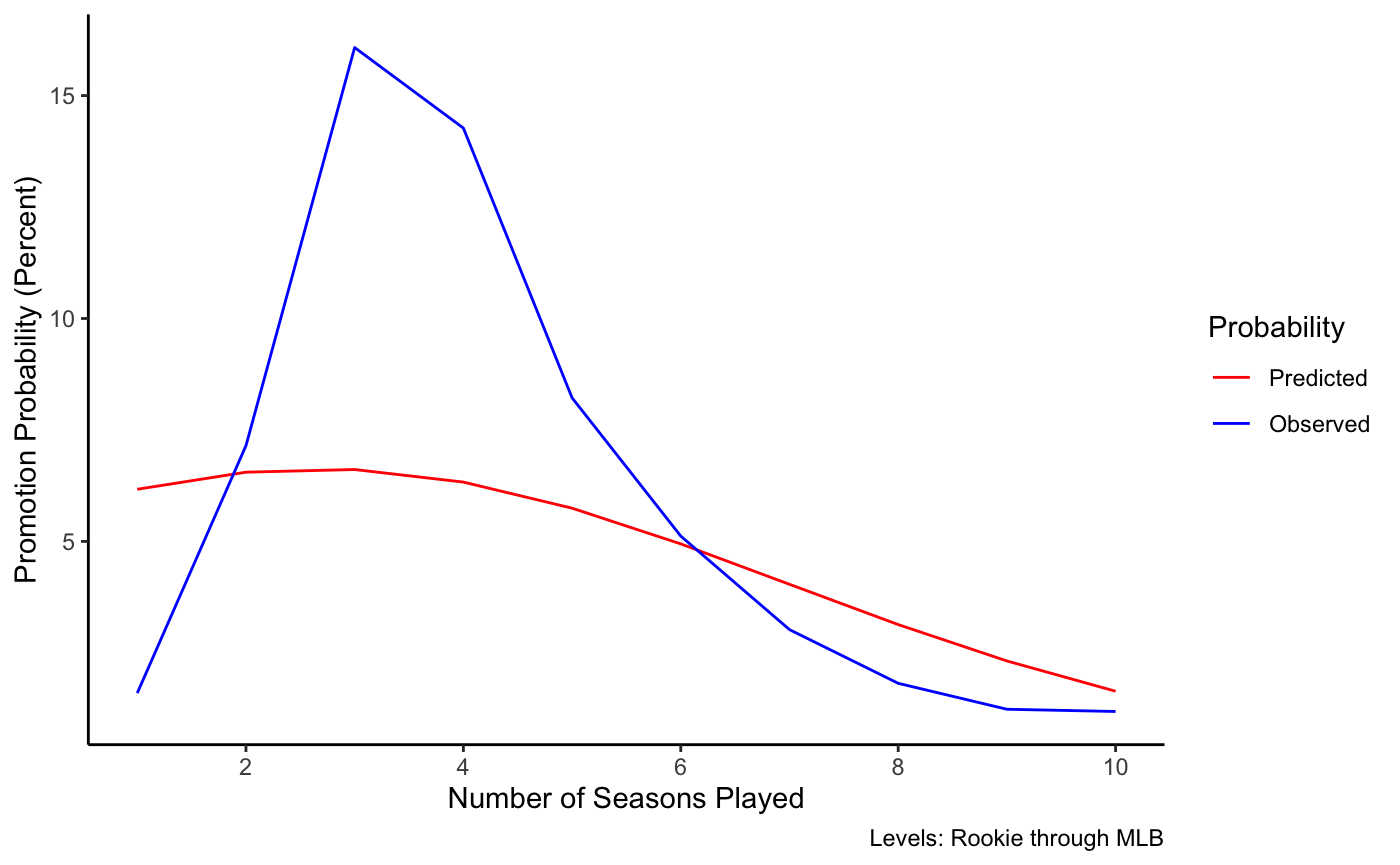 Promotion Probability (Percent)
15
10
5
2
4
6
8
10
Number of Seasons Played
Levels: Rookie through MLB
Probability
Predicted
Observed